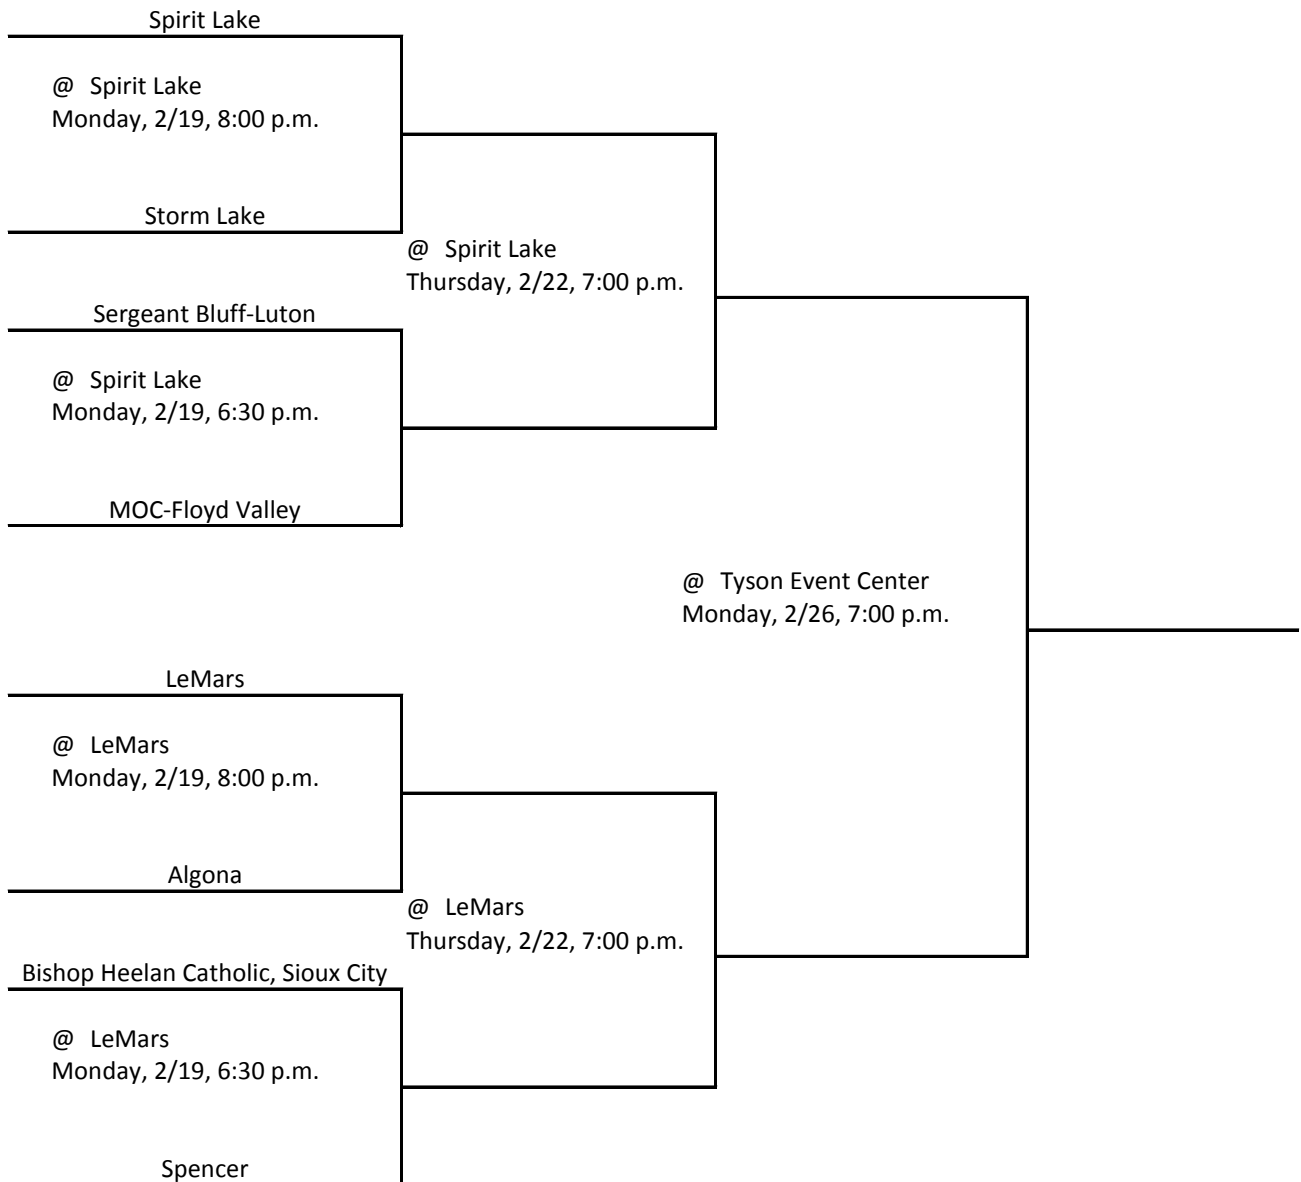 Spirit Lake
@ Spirit Lake
Monday, 2/19, 8:00 p.m.
Storm Lake
@ Spirit Lake
Thursday, 2/22, 7:00 p.m.
Sergeant Bluff-Luton
@ Spirit Lake
Monday, 2/19, 6:30 p.m.
MOC-Floyd Valley
@ Tyson Event Center
Monday, 2/26, 7:00 p.m.
LeMars
@ LeMars
Monday, 2/19, 8:00 p.m.
Algona
@ LeMars
Thursday, 2/22, 7:00 p.m.
Bishop Heelan Catholic, Sioux City
@ LeMars
Monday, 2/19, 6:30 p.m.
Spencer